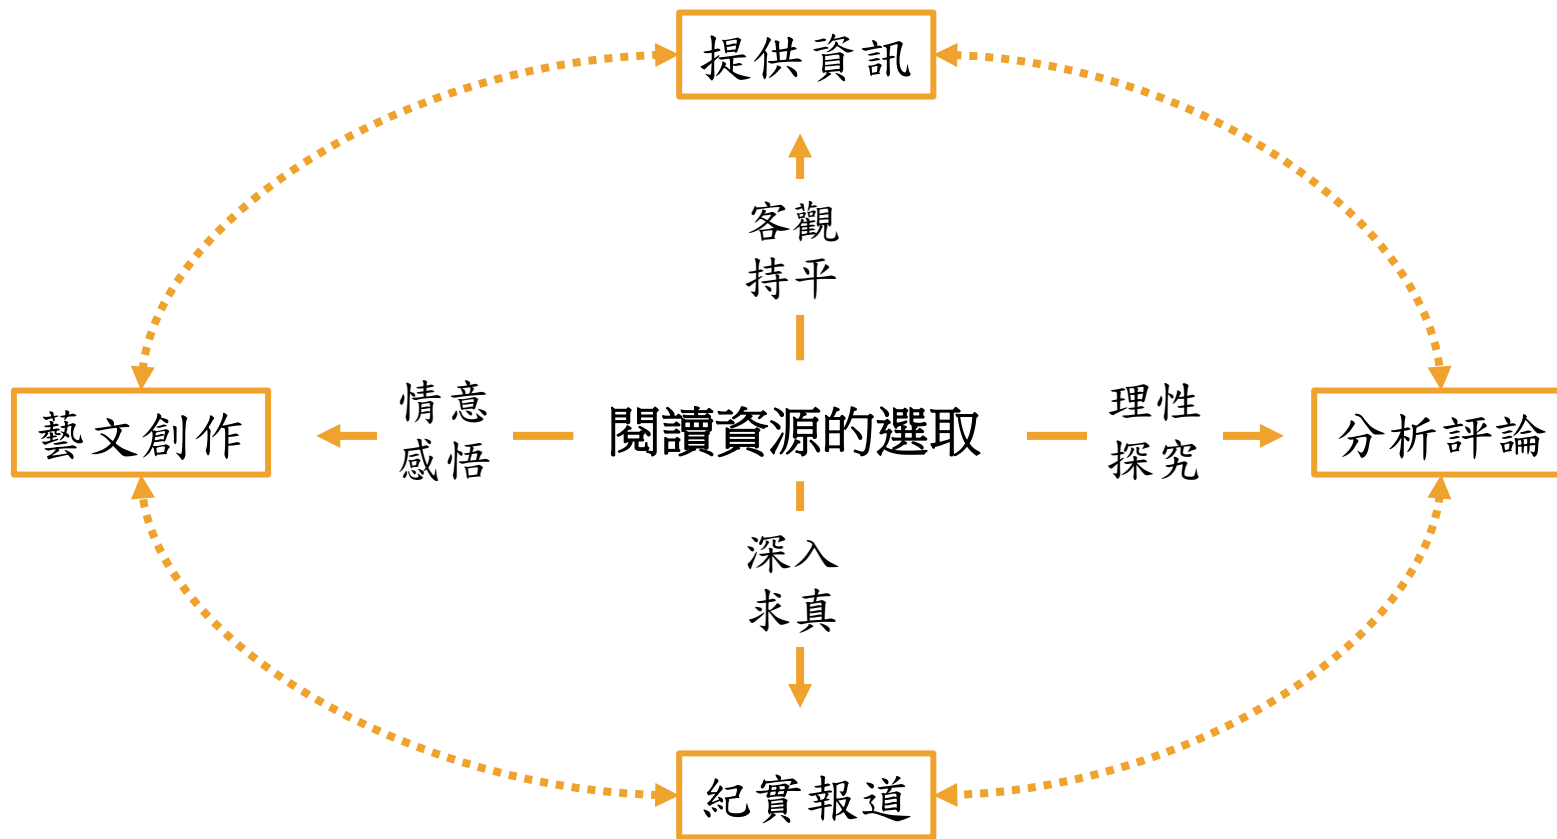 提供資訊
客觀
持平
藝文創作
情意
感悟
閱讀資源的選取
理性
探究
分析評論
深入
求真
紀實報道